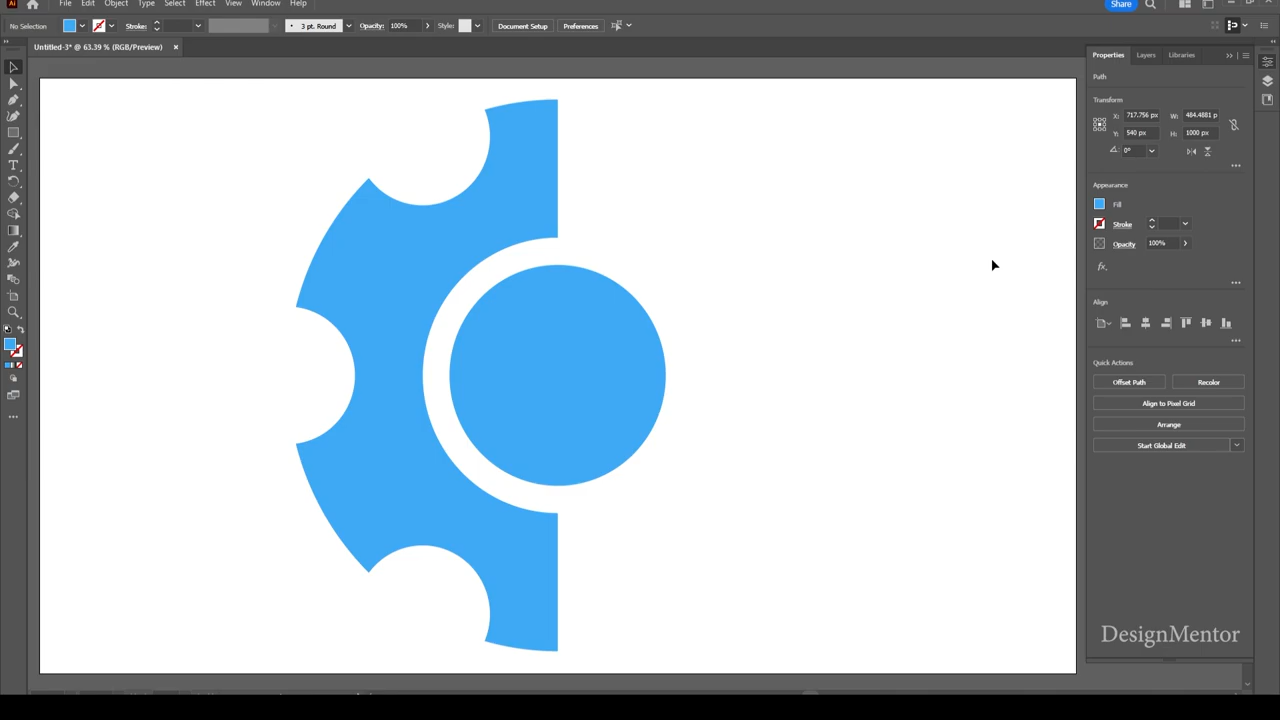 Ai File Edit Object Type Select Effect View Window Help Share
No Selection Stroke: 3 pt. Round Opacity: 100% Style: Document Setup Preferences
Untitled-3* @ 63.39 % (RGB/Preview) ×
Properties Layers Libraries
Path
Transform
X: 717.756 px W: 484.4881 p
Y: 540 px H: 1000 px
0°
Appearance
Fill
Stroke
Opacity 100%
fx.
Align
Quick Actions
Offset Path Recolor
Align to Pixel Grid
Arrange
Start Global Edit
DesignMentor